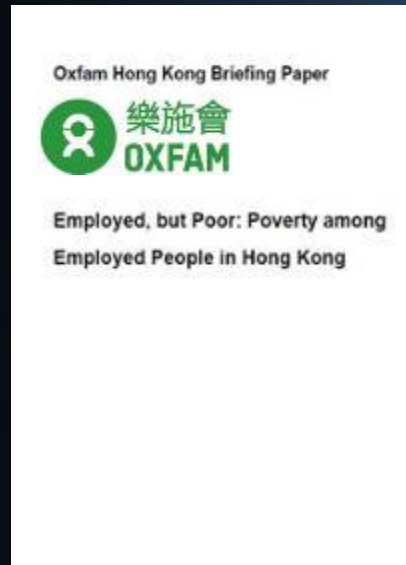 Oxfam Hong Kong Briefing Paper
樂施會
OXFAM
Employed, but Poor: Poverty among
Employed People in Hong Kong